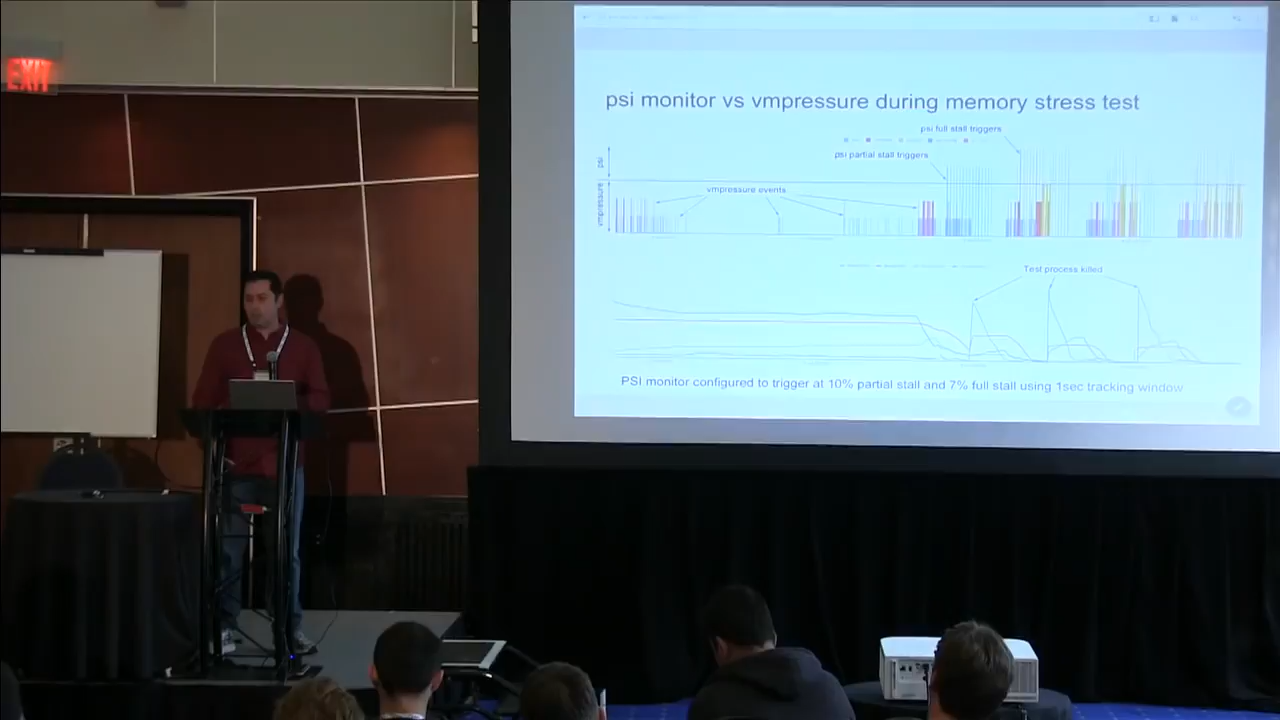 EXIT
psi monitor vs vmpressure during memory stress test
psi full stall triggers
psi partial stall triggers
psi
vmpressure
vmpressure events
Test process killed
PSI monitor configured to trigger at 10% partial stall and 7% full stall using 1sec tracking window